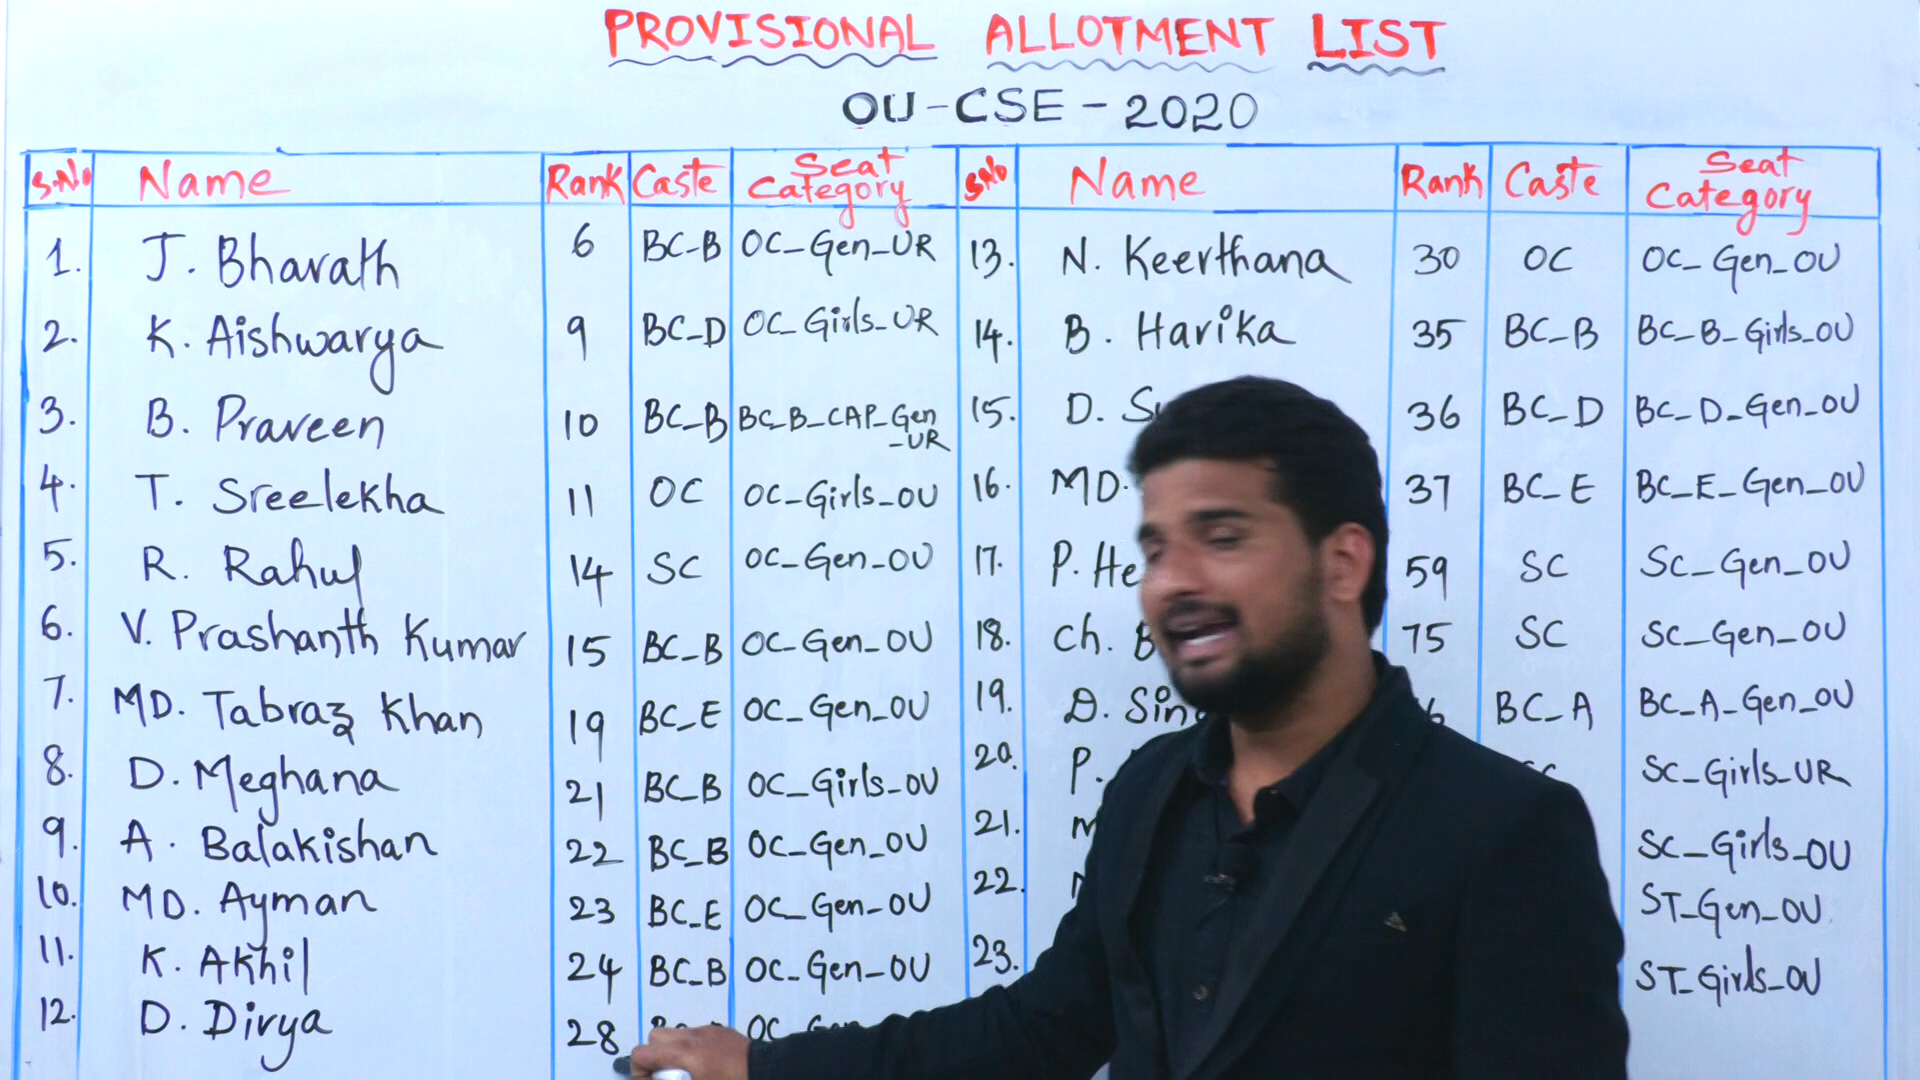 PROVISIONAL ALLOTMENT LIST
OU-CSE-2020
S.No Name Rank Caste Seat Category S.No Name Rank Caste Seat Category
1. J. Bharath 6 BC-B OC_Gen_UR
2. K. Aishwarya 9 BC_D OC_Girls_UR
3. B. Praveen 10 BC_B BC_B_CAP_Gen_UR
4. T. Sreelekha 11 OC OC_Girls_OU
5. R. Rahul 14 SC OC_Gen_OU
6. V. Prashanth Kumar 15 BC_B OC_Gen_OU
7. MD. Tabraz Khan 19 BC_E OC_Gen_OU
8. D. Meghana 21 BC_B OC_Girls_OU
9. A. Balakishan 22 BC_B OC_Gen_OU
10. MD. Ayman 23 BC_E OC_Gen_OU
11. K. Akhil 24 BC_B OC_Gen_OU
12. D. Divya 28 OC
13. N. Keerthana 30 OC OC_Gen_OU
14. B. Harika 35 BC_B BC_B_Girls_OU
15. D. 36 BC_D BC_D_Gen_OU
16. MD. 37 BC_E BC_E_Gen_OU
17. P. 59 SC SC_Gen_OU
18. Ch. 75 SC SC_Gen_OU
19. D. BC_A BC_A_Gen_OU
20. P. SC_Girls_UR
21. SC_Girls_OU
22. ST_Gen_OU
23. ST_Girls_OU